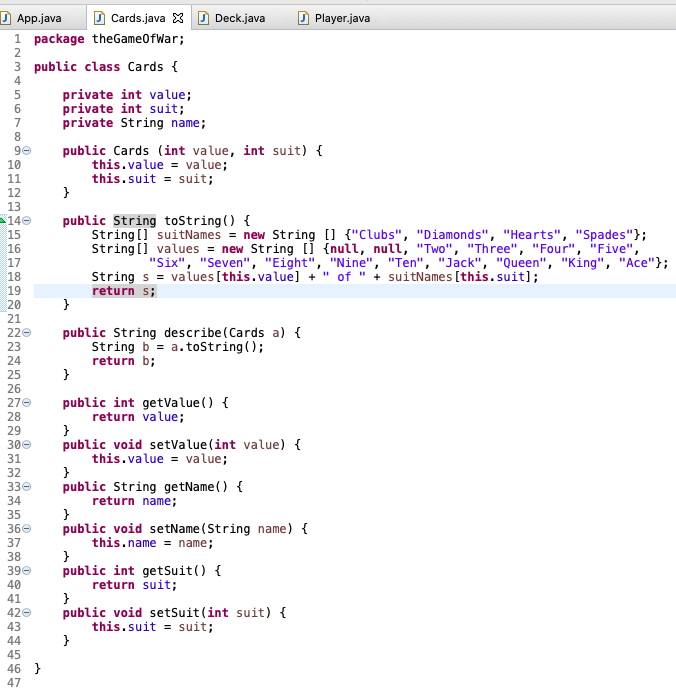 App.java Cards.java Deck.java Player.java
1 package theGameOfWar;
2
3 public class Cards {
4
5     private int value;
6     private int suit;
7     private String name;
8
9     public Cards (int value, int suit) {
10         this.value = value;
11         this.suit = suit;
12     }
13
14     public String toString() {
15         String[] suitNames = new String [] {"Clubs", "Diamonds", "Hearts", "Spades"};
16         String[] values = new String [] {null, null, "Two", "Three", "Four", "Five",
17                 "Six", "Seven", "Eight", "Nine", "Ten", "Jack", "Queen", "King", "Ace"};
18         String s = values[this.value] + " of " + suitNames[this.suit];
19         return s;
20     }
21
22     public String describe(Cards a) {
23         String b = a.toString();
24         return b;
25     }
26
27     public int getValue() {
28         return value;
29     }
30     public void setValue(int value) {
31         this.value = value;
32     }
33     public String getName() {
34         return name;
35     }
36     public void setName(String name) {
37         this.name = name;
38     }
39     public int getSuit() {
40         return suit;
41     }
42     public void setSuit(int suit) {
43         this.suit = suit;
44     }
45
46 }
47